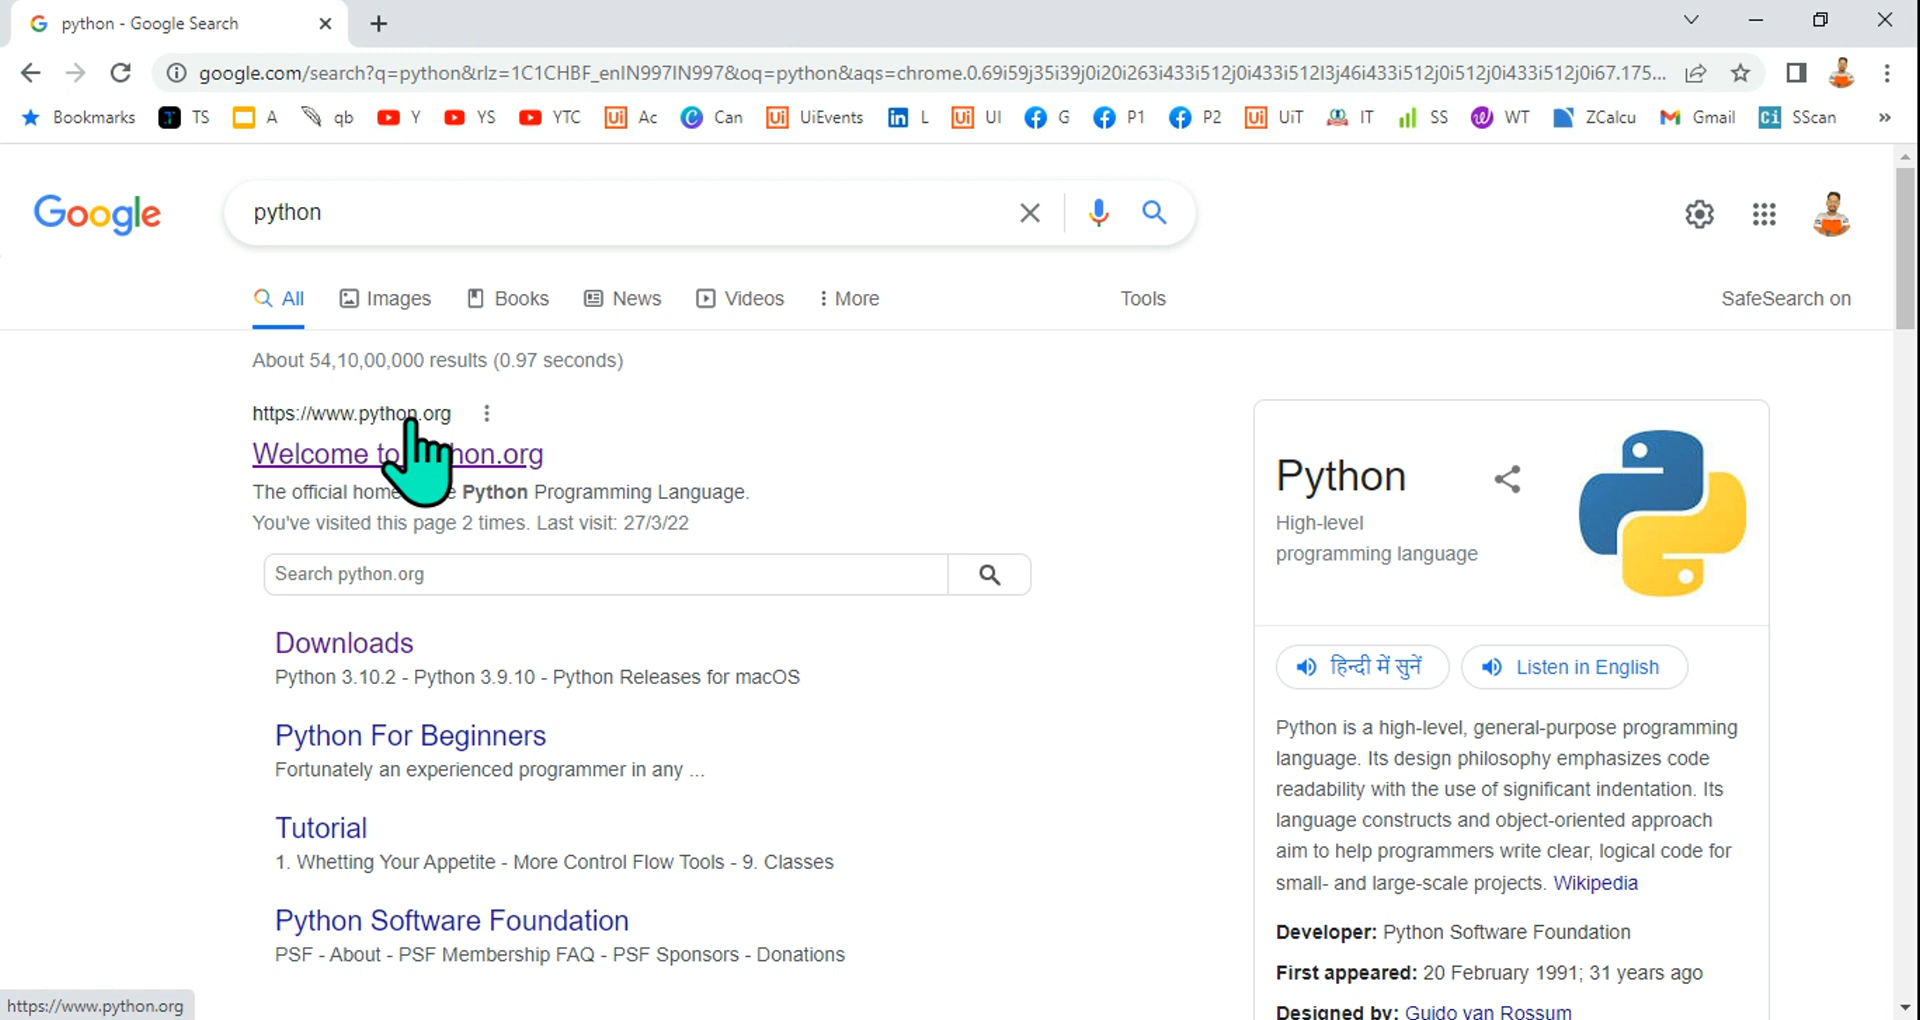 python - Google Search
google.com/search?q=python&rlz=1C1CHBF_enIN997IN997&oq=python&aqs=chrome.0.69i59j35i39j0i20i263i433i512j0i433i512l3j46i433i512j0i512j0i433i512j0i67.175...
Bookmarks TS A qb Y YS YTC Ui Ac C Can Ui UiEvents in L Ui UI G P1 P2 Ui UiT IT SS WT ZCalcu Gmail Ci SScan »
Google
python
All Images Books News Videos More Tools SafeSearch on
About 54,10,00,000 results (0.97 seconds)
https://www.python.org
Welcome to hon.org
The official home Python Programming Language.
You've visited this page 2 times. Last visit: 27/3/22
Search python.org
Downloads
Python 3.10.2 - Python 3.9.10 - Python Releases for macOS
Python For Beginners
Fortunately an experienced programmer in any ...
Tutorial
1. Whetting Your Appetite - More Control Flow Tools - 9. Classes
Python Software Foundation
PSF - About - PSF Membership FAQ - PSF Sponsors - Donations
https://www.python.org
Python
High-level
programming language
हिन्दी में सुनें Listen in English
Python is a high-level, general-purpose programming
language. Its design philosophy emphasizes code
readability with the use of significant indentation. Its
language constructs and object-oriented approach
aim to help programmers write clear, logical code for
small- and large-scale projects. Wikipedia
Developer: Python Software Foundation
First appeared: 20 February 1991; 31 years ago
Designed by: Guido van Rossum